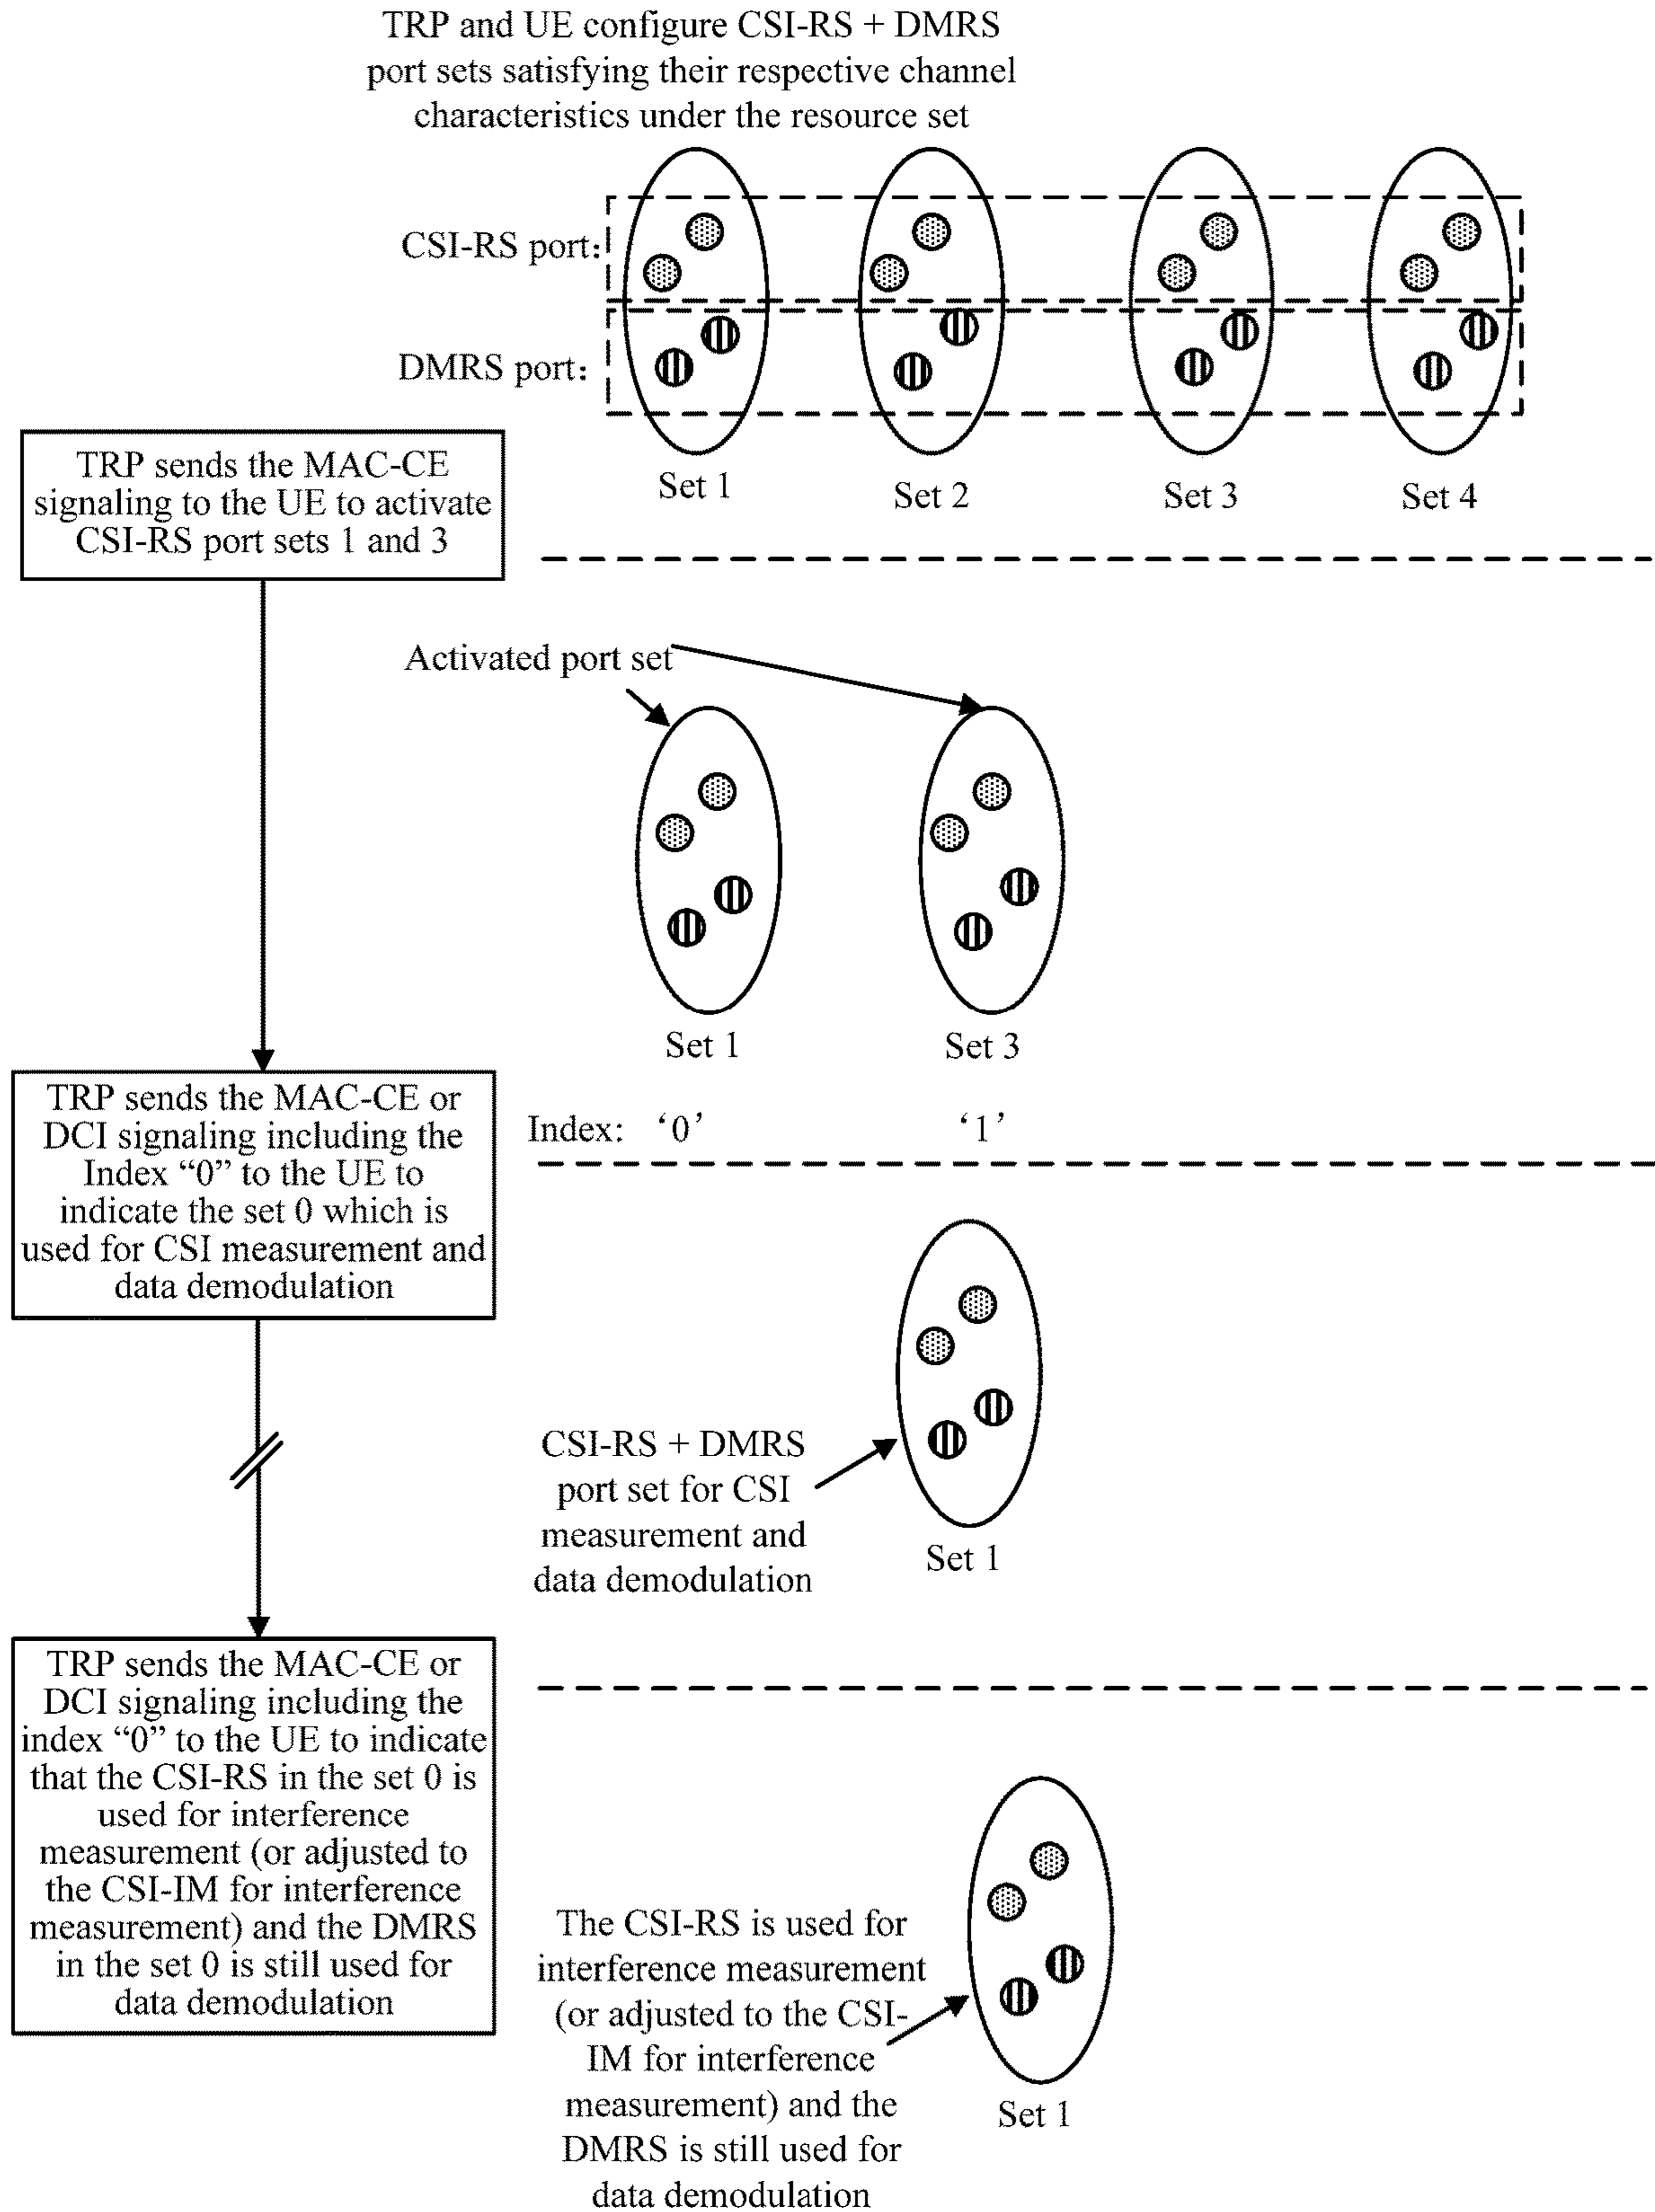 TRP and UE configure CSI-RS + DMRS
port sets satisfying their respective channel
characteristics under the resource set
CSI-RS port:
DMRS port:
Set 1
Set 2
Set 3
Set 4
TRP sends the MAC-CE
signaling to the UE to activate
CSI-RS port sets 1 and 3
Activated port set
Set 1
Set 3
Index: ‘0’ ‘1’
TRP sends the MAC-CE or
DCI signaling including the
Index “0” to the UE to
indicate the set 0 which is
used for CSI measurement and
data demodulation
CSI-RS + DMRS
port set for CSI
measurement and
data demodulation
Set 1
TRP sends the MAC-CE or
DCI signaling including the
index “0” to the UE to indicate
that the CSI-RS in the set 0 is
used for interference
measurement (or adjusted to
the CSI-IM for interference
measurement) and the DMRS
in the set 0 is still used for
data demodulation
The CSI-RS is used for
interference measurement
(or adjusted to the CSI-
IM for interference
measurement) and the
DMRS is still used for
data demodulation
Set 1